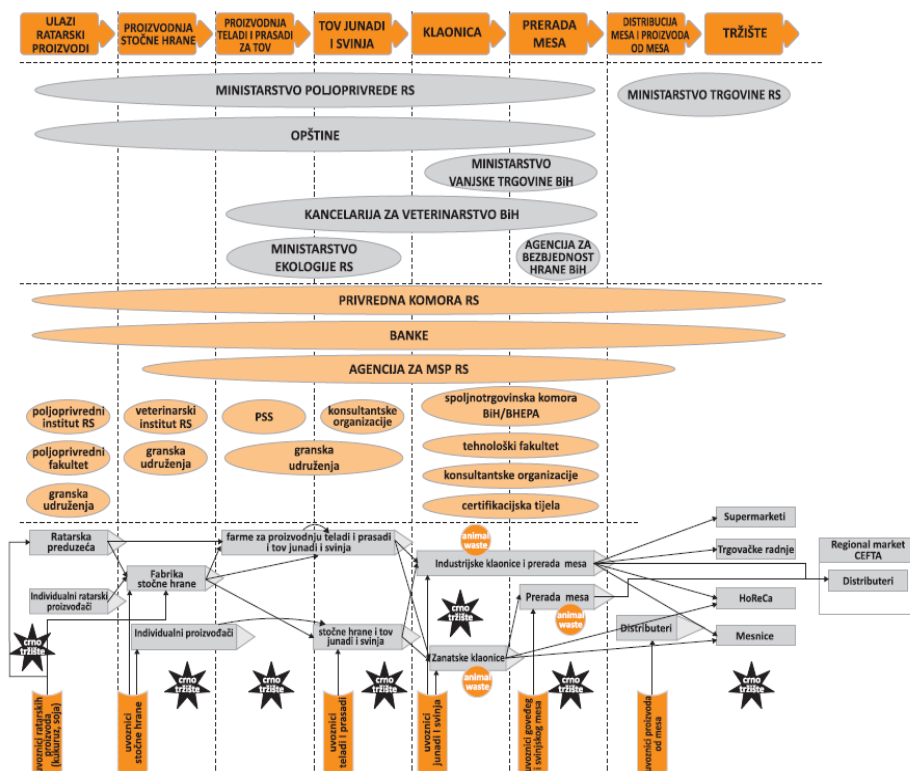 ULAZI
RATARSKI
PROIZVODI
PROIZVODNJA
STOČNE HRANE
PROIZVODNJA
TELADI I PRASADI
ZA TOV
TOV JUNADI
I SVINJA
KLAONICA
PRERADA
MESA
DISTRIBUCIJA
MESA I PROIZVODA
OD MESA
TRŽIŠTE
MINISTARSTVO POLJOPRIVREDE RS
MINISTARSTVO TRGOVINE RS
OPŠTINE
MINISTARSTVO
VANJSKE TRGOVINE BiH
KANCELARIJA ZA VETERINARSTVO BiH
MINISTARSTVO
EKOLOGIJE RS
AGENCIJA ZA
BEZBJEDNOST
HRANE BiH
PRIVREDNA KOMORA RS
BANKE
AGENCIJA ZA MSP RS
poljoprivredni
institut RS
veterinarski
institut RS
PSS
konsultantske
organizacije
spoljnotrgovinska komora
BiH/BHEPA
poljoprivredni
fakultet
granska
udruženja
granska
udruženja
tehnološki fakultet
konsultantske organizacije
granska
udruženja
certifikacijska tijela
Ratarska
preduzeća
farme za proizvodnju teladi i prasadi
i tov junadi i svinja
animal
waste
Supermarketi
Trgovačke radnje
Regional market
CEFTA
Industrijske klaonice i prerada mesa
Fabrika
stočne hrane
Distributeri
Individualni ratarski
proizvođači
Prerada mesa
HoReCa
animal
waste
crno
tržište
crno
tržište
Individualni proizvođači
stočne hrane i tov
junadi i svinja
Distributeri
Mesnice
Zanatske klaonice
animal
waste
crno
tržište
crno
tržište
crno
tržište
crno
tržište
crno
tržište
uvoznici ratarskih
proizvoda
(kukuruz, soja)
uvoznici
stočne hrane
uvoznici
teladi i prasadi
uvoznici
junadi I svinja
uvoznici goveđeg
i svinjskog mesa
uvoznici proizvoda
od mesa